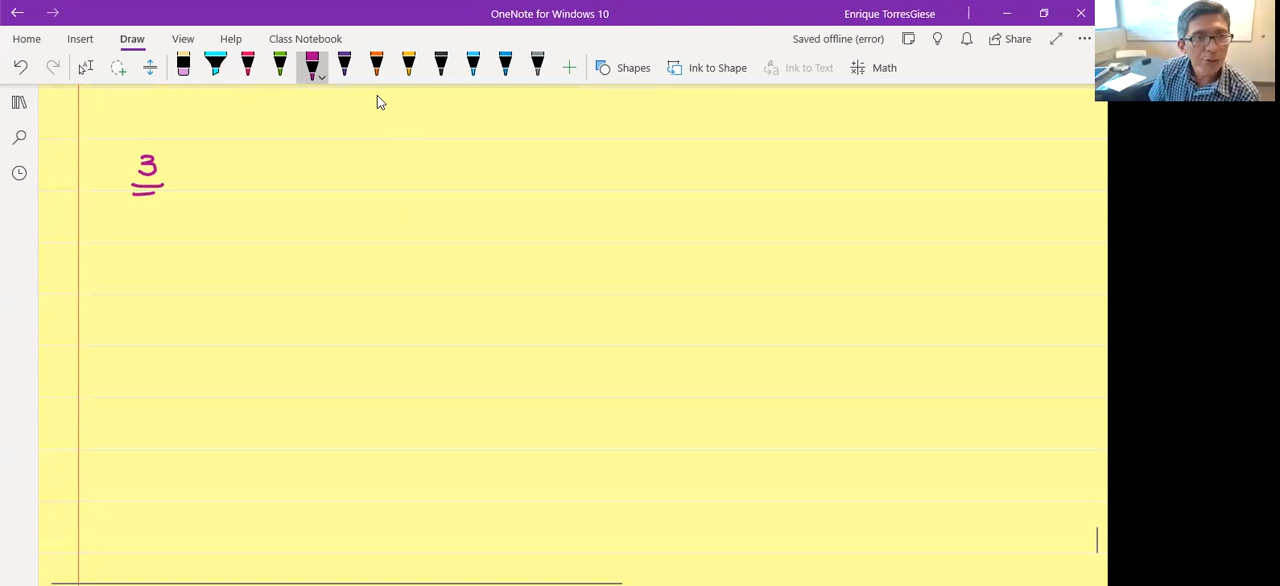 OneNote for Windows 10
Enrique TorresGiese
Home Insert Draw View Help Class Notebook
Saved offline (error)
Share
Shapes
Ink to Shape
Ink to Text
Math
3